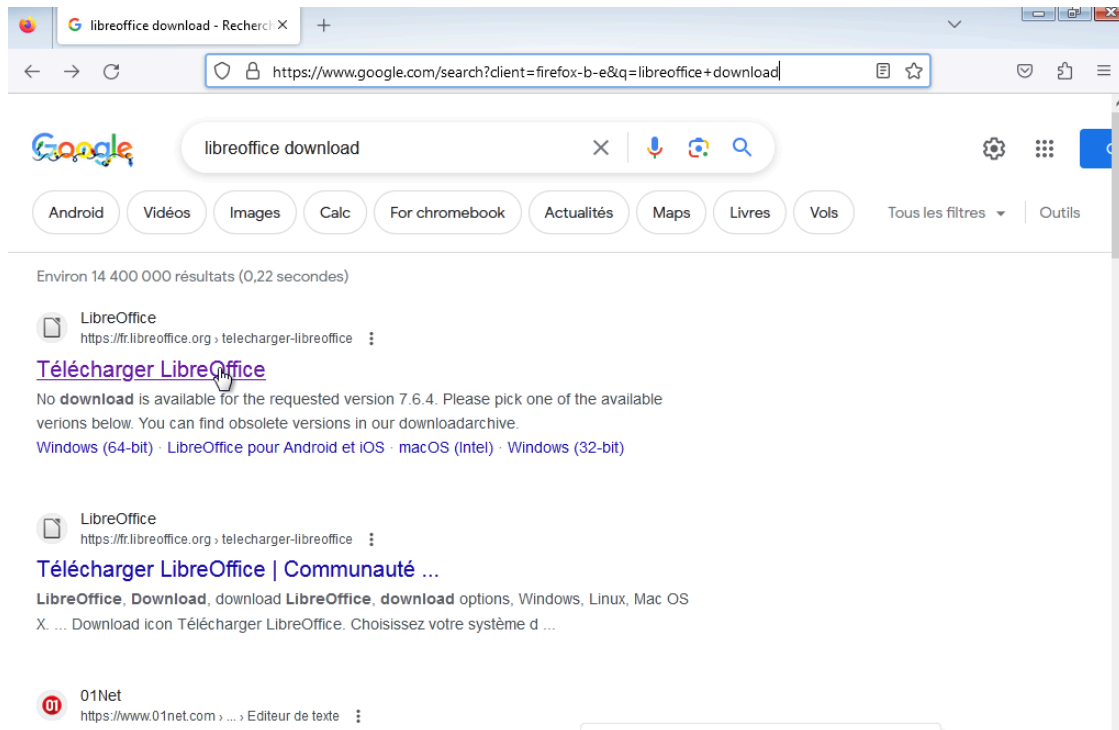 libreoffice download - Recherch
https://www.google.com/search?client=firefox-b-e&q=libreoffice+download
Google
libreoffice download
Android
Vidéos
Images
Calc
For chromebook
Actualités
Maps
Livres
Vols
Tous les filtres
Outils
Environ 14 400 000 résultats (0,22 secondes)
LibreOffice
https://fr.libreoffice.org › telecharger-libreoffice
Télécharger LibreOffice
No download is available for the requested version 7.6.4. Please pick one of the available
verions below. You can find obsolete versions in our downloadarchive.
Windows (64-bit) · LibreOffice pour Android et iOS · macOS (Intel) · Windows (32-bit)
LibreOffice
https://fr.libreoffice.org › telecharger-libreoffice
Télécharger LibreOffice | Communauté ...
LibreOffice, Download, download LibreOffice, download options, Windows, Linux, Mac OS
X. ... Download icon Télécharger LibreOffice. Choisissez votre système d ...
01
01Net
https://www.01net.com › ... › Editeur de texte